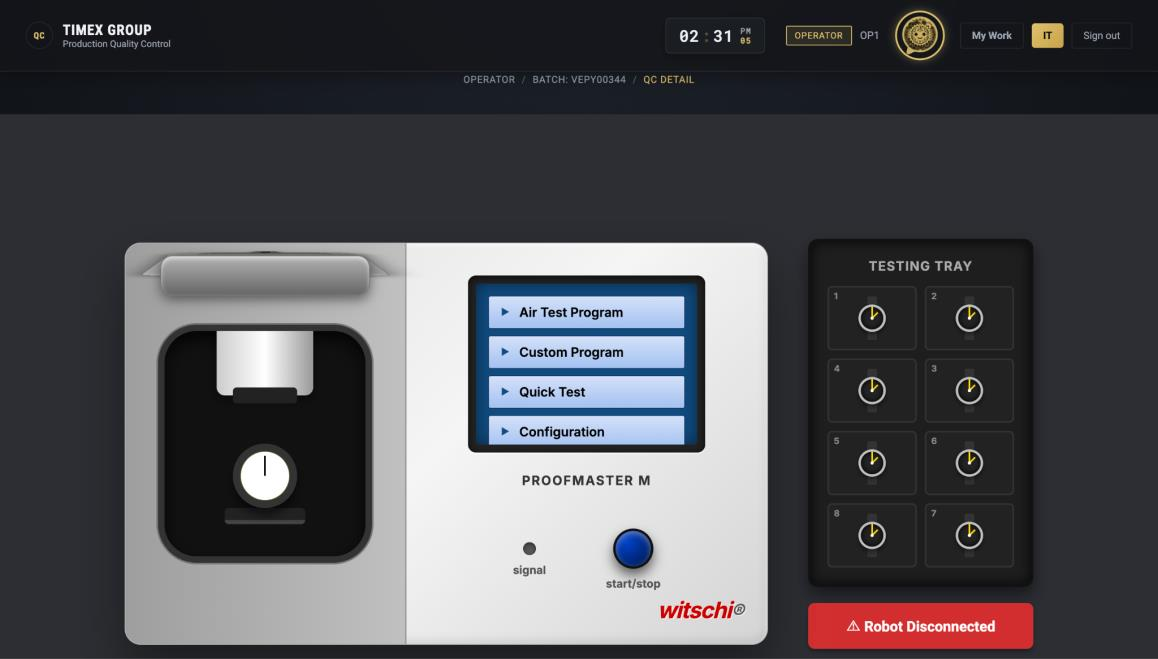 QC
TIMEX GROUP
Production Quality Control
02 : 31 PM 05
OPERATOR
OP1
My Work
IT
Sign out
OPERATOR / BATCH: VEPY00344 / QC DETAIL
Air Test Program
Custom Program
Quick Test
Configuration
PROOFMASTER M
signal
start/stop
witschi®
TESTING TRAY
1
2
4
3
5
6
8
7
⚠ Robot Disconnected